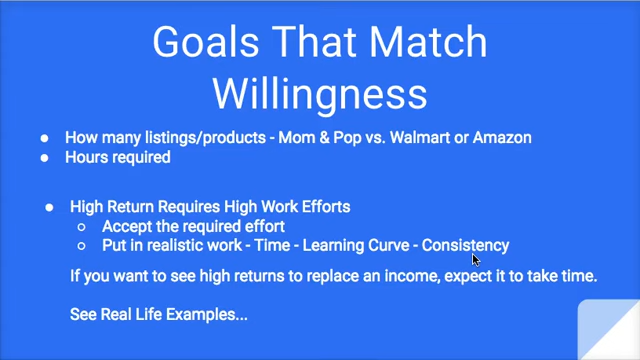 Goals That Match
Willingness
● How many listings/products - Mom & Pop vs. Walmart or Amazon
● Hours required
● High Return Requires High Work Efforts
○ Accept the required effort
○ Put in realistic work - Time - Learning Curve - Consistency
If you want to see high returns to replace an income, expect it to take time.
See Real Life Examples...